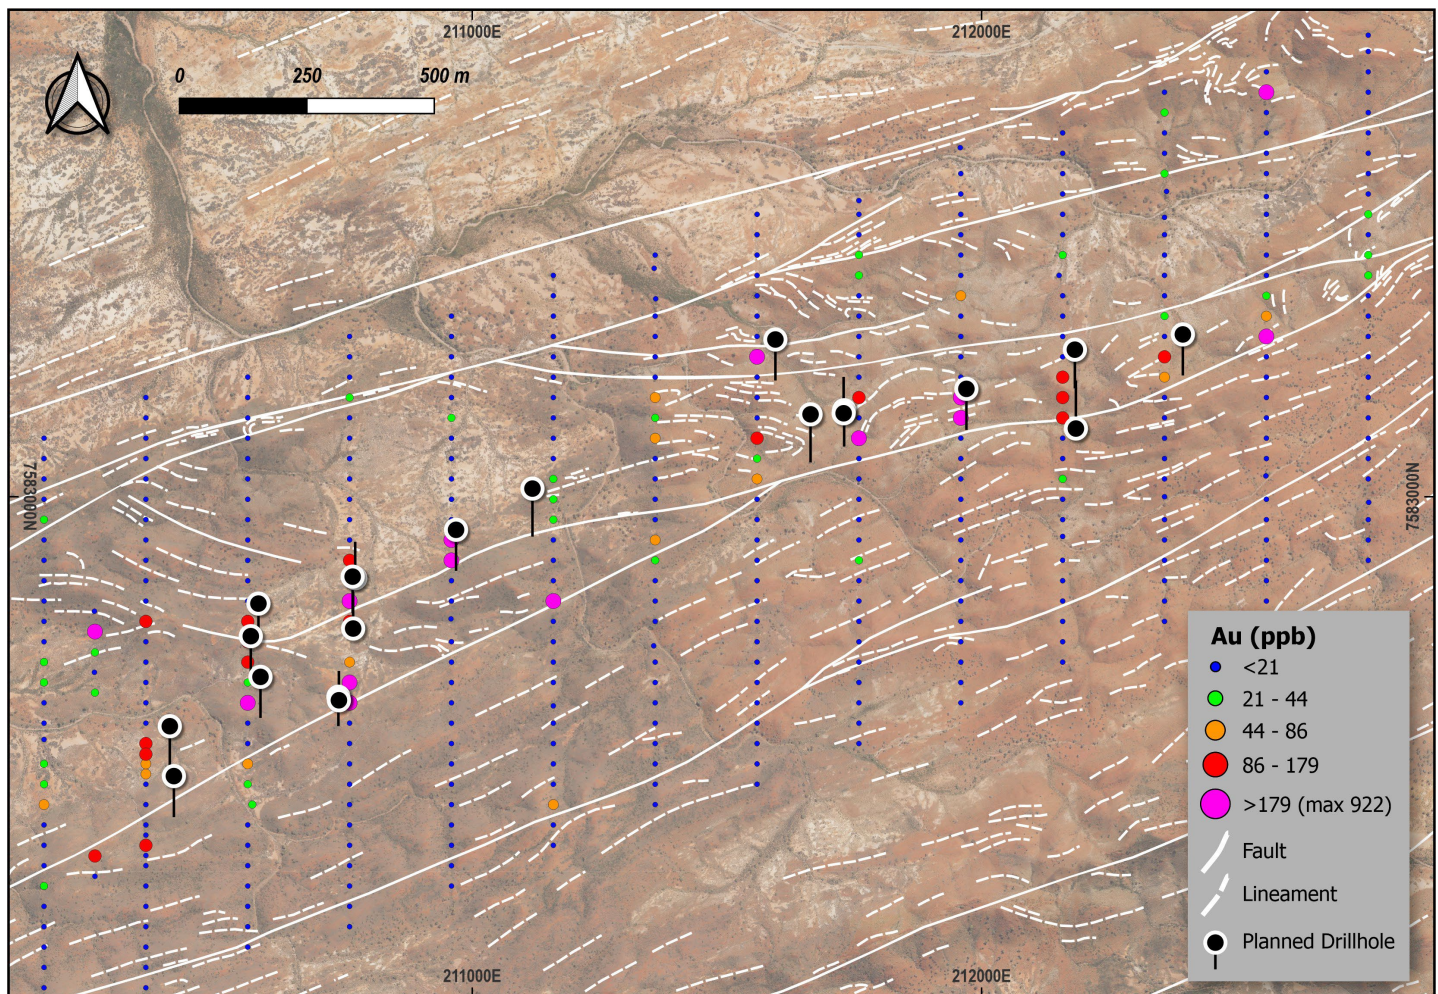 211000E
212000E
0
250
500 m
7583000N
7583000N
Au (ppb)
<21
21 - 44
44 - 86
86 - 179
>179 (max 922)
Fault
Lineament
Planned Drillhole
211000E
212000E